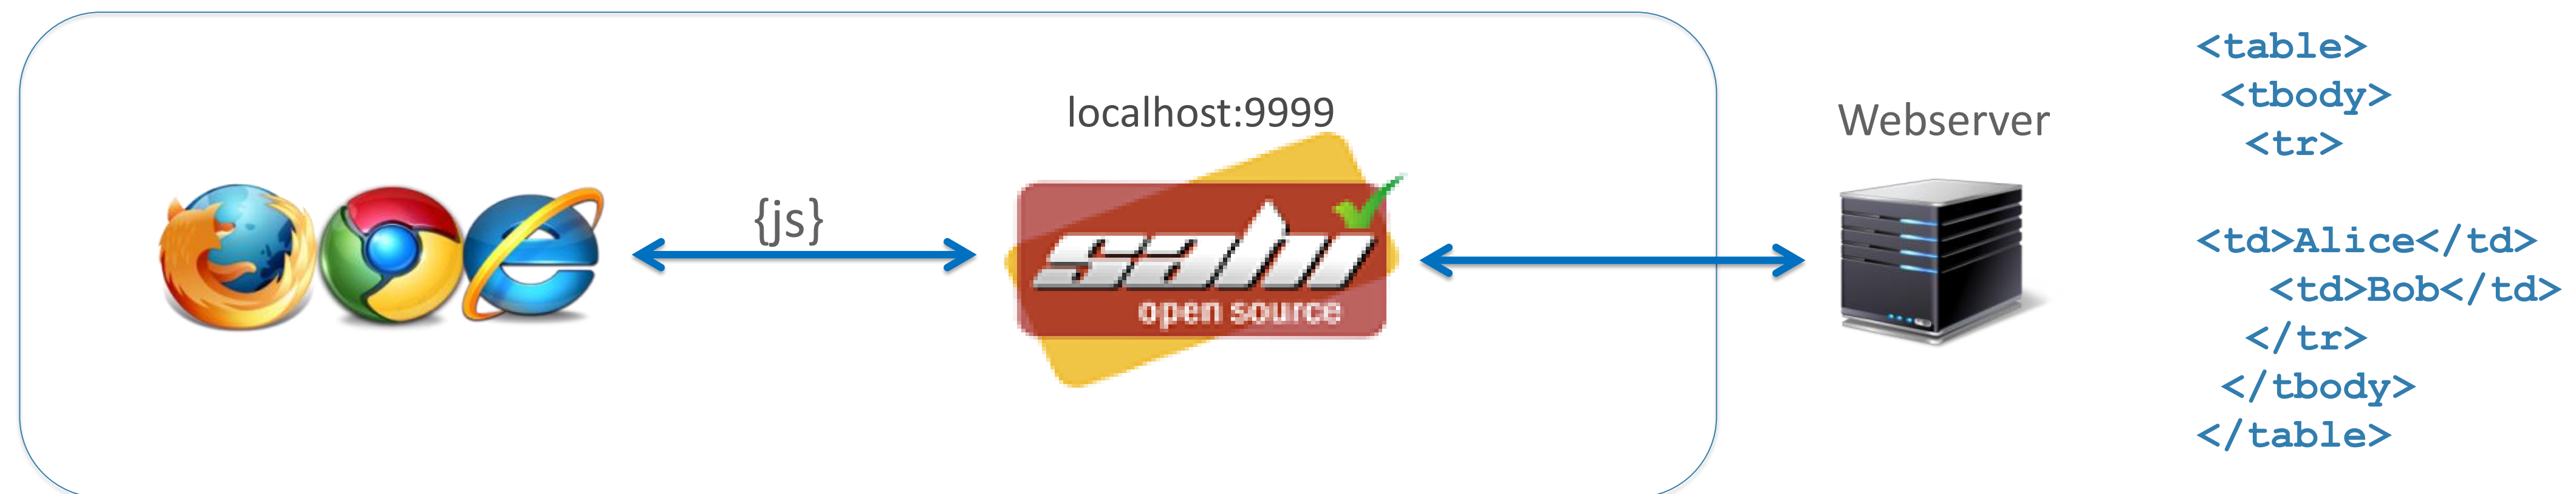 {js}
localhost:9999
sahi
open source
Webserver
<table>
<tbody>
<tr>
<td>Alice</td>
<td>Bob</td>
</tr>
</tbody>
</table>